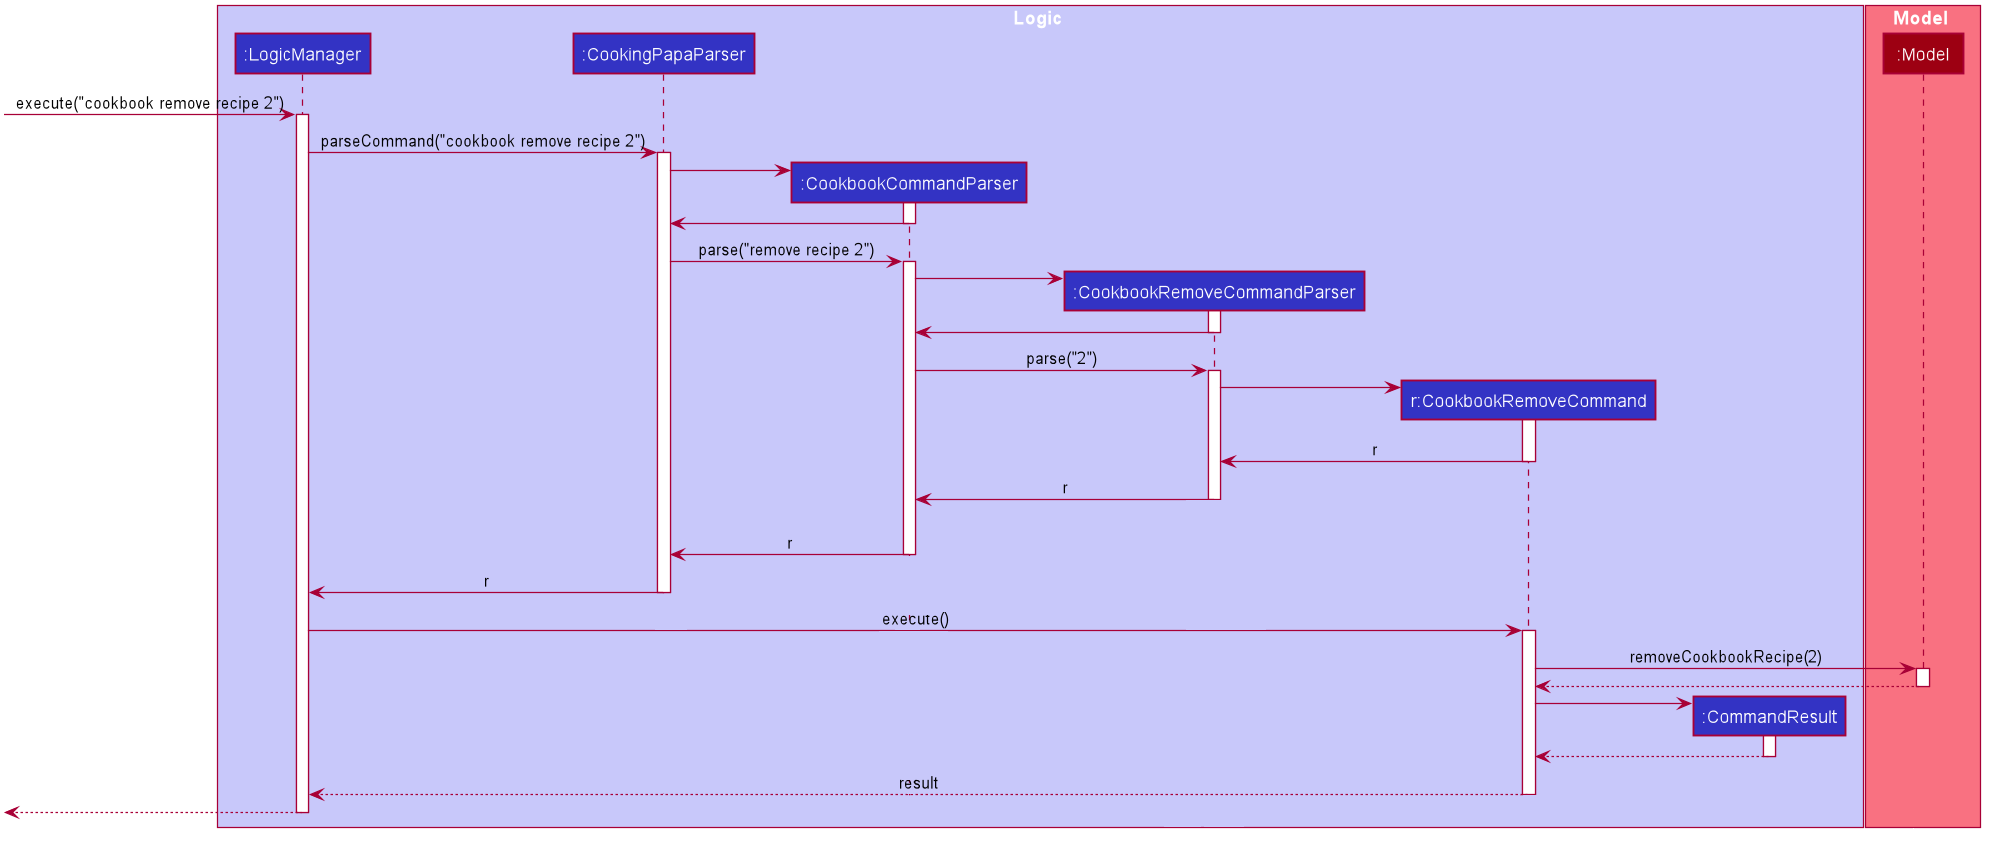 Logic
Model
:LogicManager
:CookingPapaParser
:Model
execute("cookbook remove recipe 2")
parseCommand("cookbook remove recipe 2")
:CookbookCommandParser
parse("remove recipe 2")
:CookbookRemoveCommandParser
parse("2")
r:CookbookRemoveCommand
r
r
r
r
execute()
removeCookbookRecipe(2)
:CommandResult
result